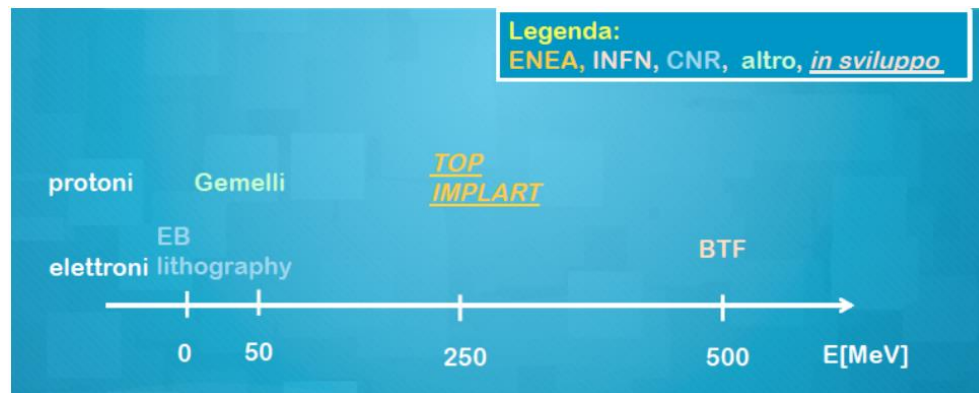 Legenda:
ENEA, INFN, CNR, altro, in sviluppo
protoni Gemelli TOP
IMPLART
EB
elettroni lithography BTF
0 50 250 500 E[MeV]